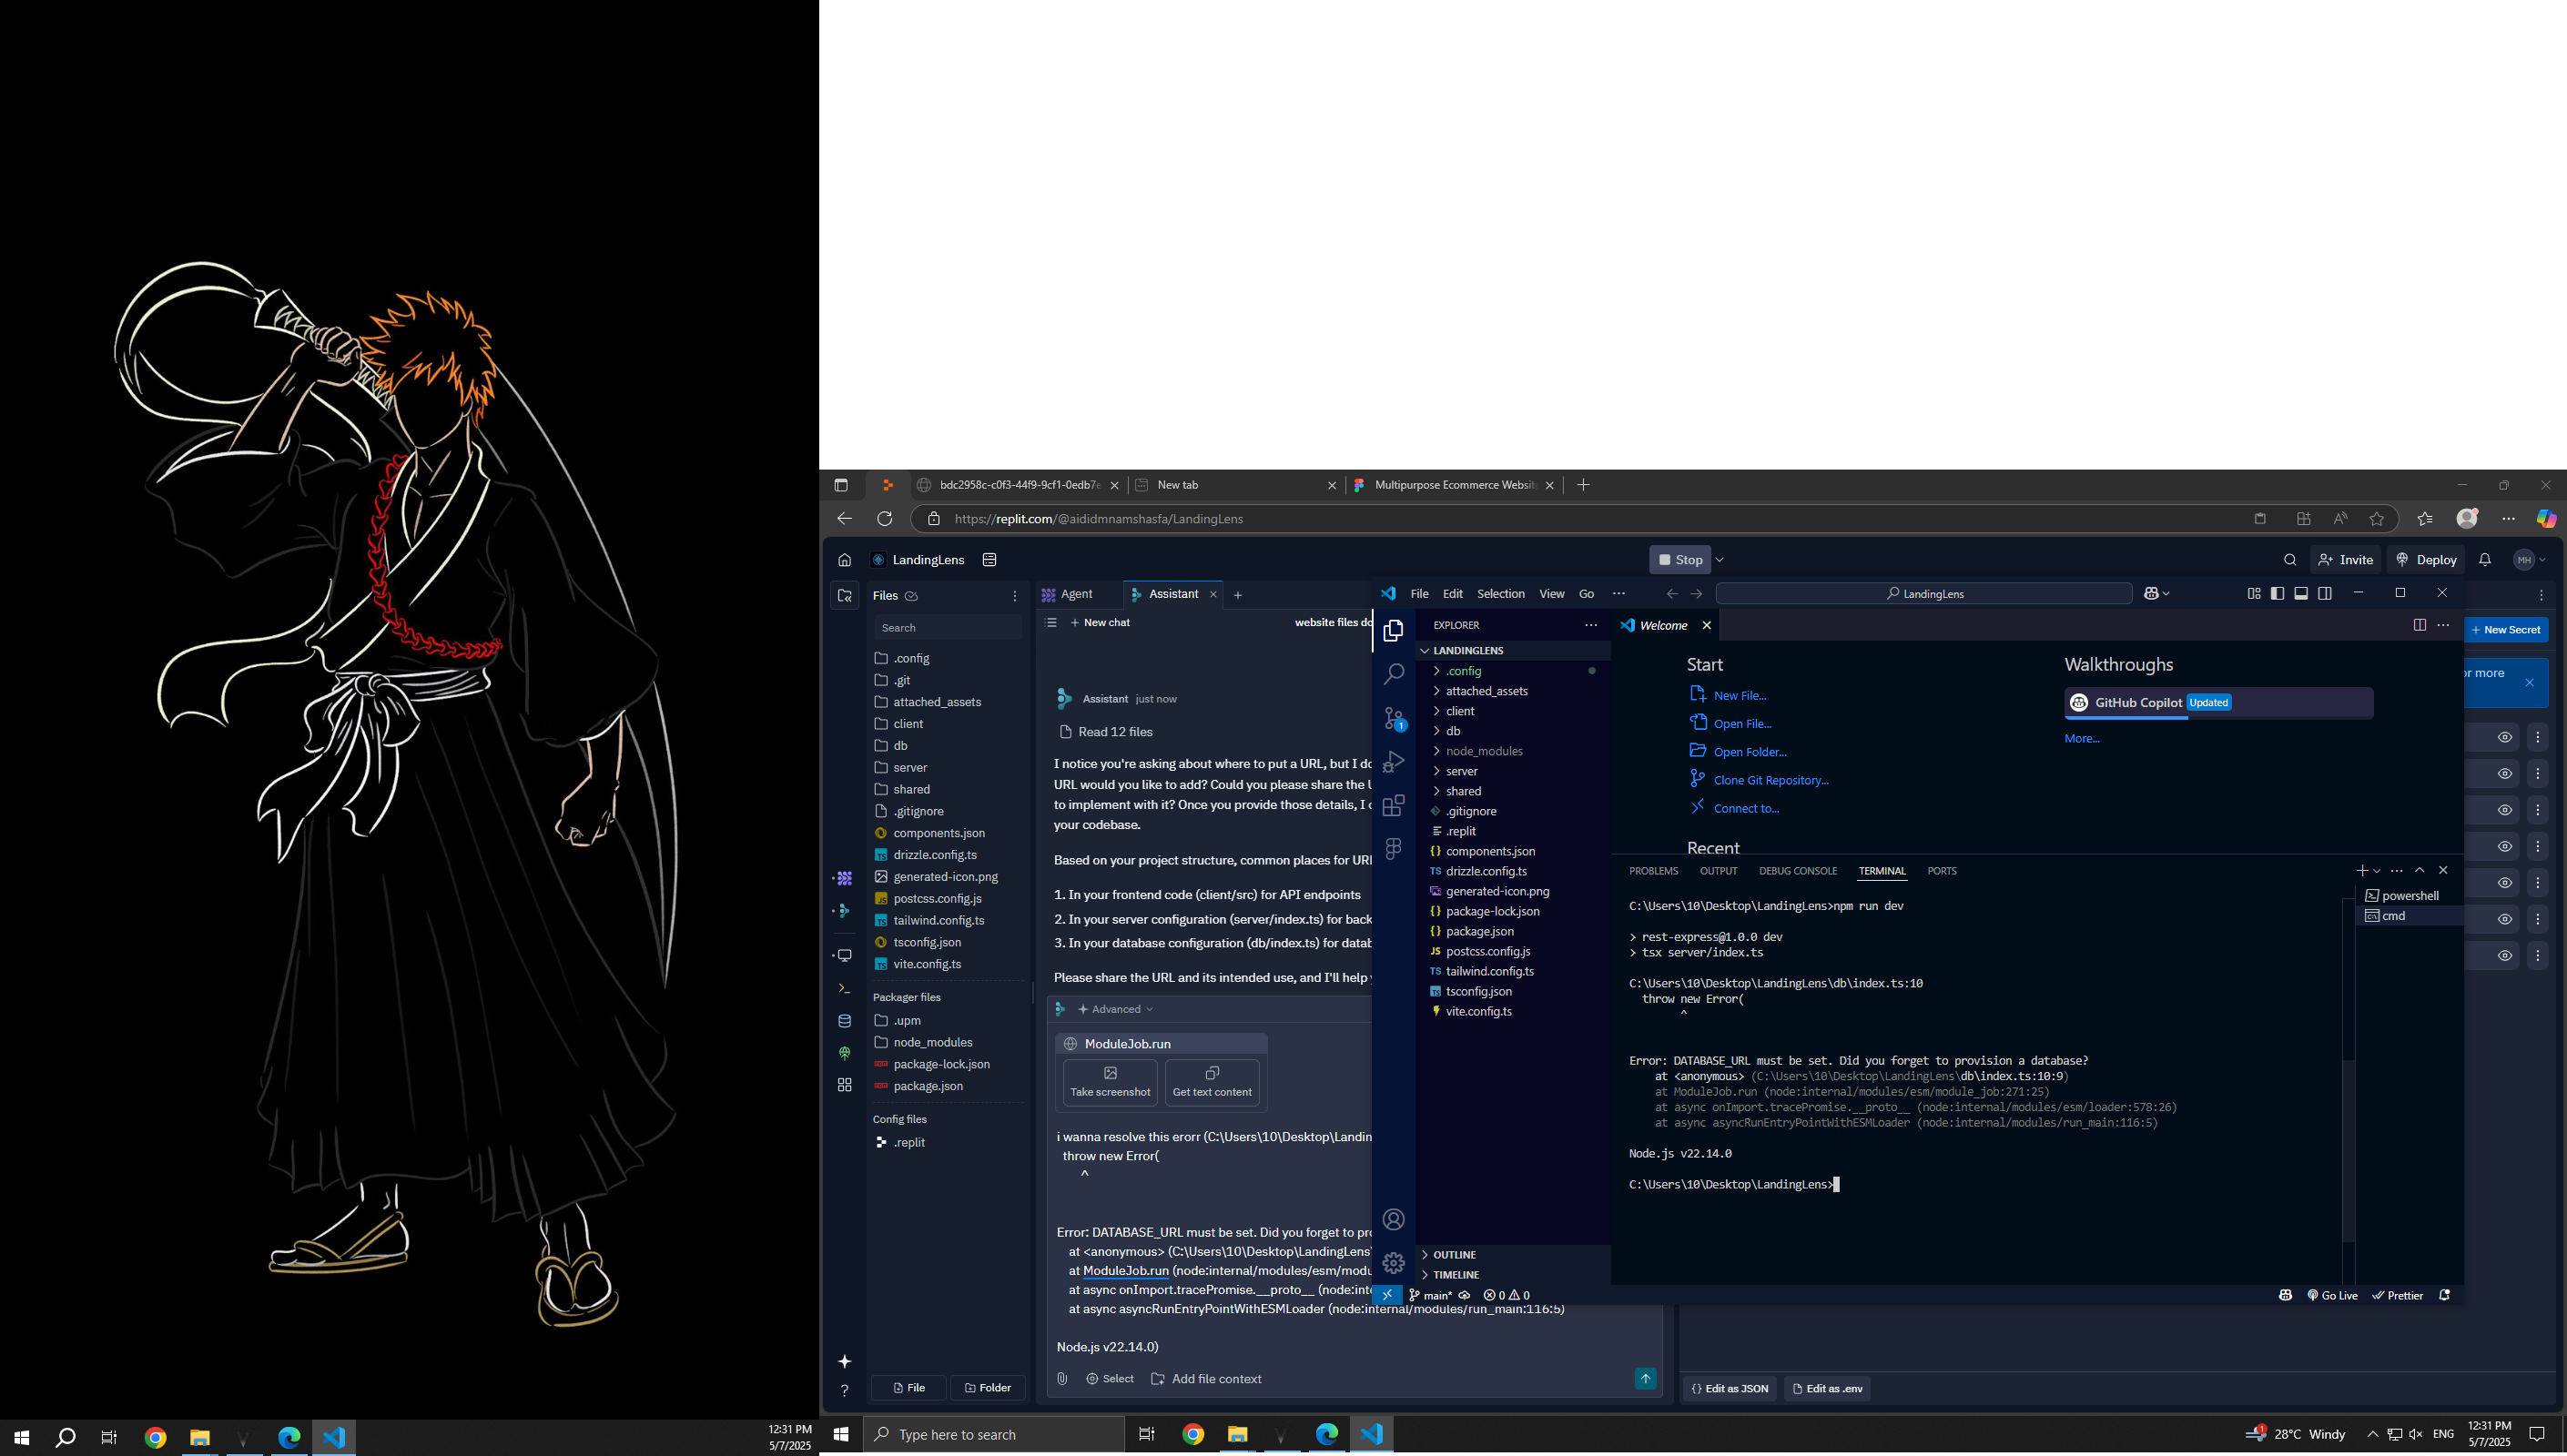 12:31 PM
5/7/2025
bdc2958c-c0f3-44f9-9cf1-0edb7e
New tab
Multipurpose Ecommerce Websit
https://replit.com/@aididmnamshasfa/LandingLens
LandingLens
Stop
Invite
Deploy
MH
Files
Search
.config
.git
attached_assets
client
db
server
shared
.gitignore
components.json
drizzle.config.ts
generated-icon.png
postcss.config.js
tailwind.config.ts
tsconfig.json
vite.config.ts
Packager files
.upm
node_modules
package-lock.json
package.json
Config files
.replit
File
Folder
Agent
Assistant
New chat
website files do
Assistant just now
Read 12 files
I notice you're asking about where to put a URL, but I do
URL would you like to add? Could you please share the U
to implement with it? Once you provide those details, I c
your codebase.
Based on your project structure, common places for URL
1. In your frontend code (client/src) for API endpoints
2. In your server configuration (server/index.ts) for back
3. In your database configuration (db/index.ts) for datab
Please share the URL and its intended use, and I'll help y
Advanced
ModuleJob.run
Take screenshot
Get text content
i wanna resolve this erorr (C:\Users\10\Desktop\Landin
throw new Error(
^
Error: DATABASE_URL must be set. Did you forget to pro
at <anonymous> (C:\Users\10\Desktop\LandingLens\
at ModuleJob.run (node:internal/modules/esm/modu
at async onImport.tracePromise.__proto__ (node:inte
at async asyncRunEntryPointWithESMLoader (node:internal/modules/run_main:116:5)
Node.js v22.14.0)
Select
Add file context
File
Edit
Selection
View
Go
LandingLens
EXPLORER
LANDINGLENS
.config
attached_assets
client
db
node_modules
server
shared
.gitignore
.replit
components.json
drizzle.config.ts
generated-icon.png
package-lock.json
package.json
postcss.config.js
tailwind.config.ts
tsconfig.json
vite.config.ts
OUTLINE
TIMELINE
1
Welcome
Start
New File...
Open File...
Open Folder...
Clone Git Repository...
Connect to...
Recent
Walkthroughs
GitHub Copilot Updated
More...
PROBLEMS
OUTPUT
DEBUG CONSOLE
TERMINAL
PORTS
powershell
cmd
C:\Users\10\Desktop\LandingLens>npm run dev
> rest-express@1.0.0 dev
> tsx server/index.ts
C:\Users\10\Desktop\LandingLens\db\index.ts:10
throw new Error(
^
Error: DATABASE_URL must be set. Did you forget to provision a database?
at <anonymous> (C:\Users\10\Desktop\LandingLens\db\index.ts:10:9)
at ModuleJob.run (node:internal/modules/esm/module_job:271:25)
at async onImport.tracePromise.__proto__ (node:internal/modules/esm/loader:578:26)
at async asyncRunEntryPointWithESMLoader (node:internal/modules/run_main:116:5)
Node.js v22.14.0
C:\Users\10\Desktop\LandingLens>
main*
0
0
Go Live
Prettier
New Secret
or more
{} Edit as JSON
Edit as .env
Type here to search
1
28°C Windy
ENG
12:31 PM
5/7/2025